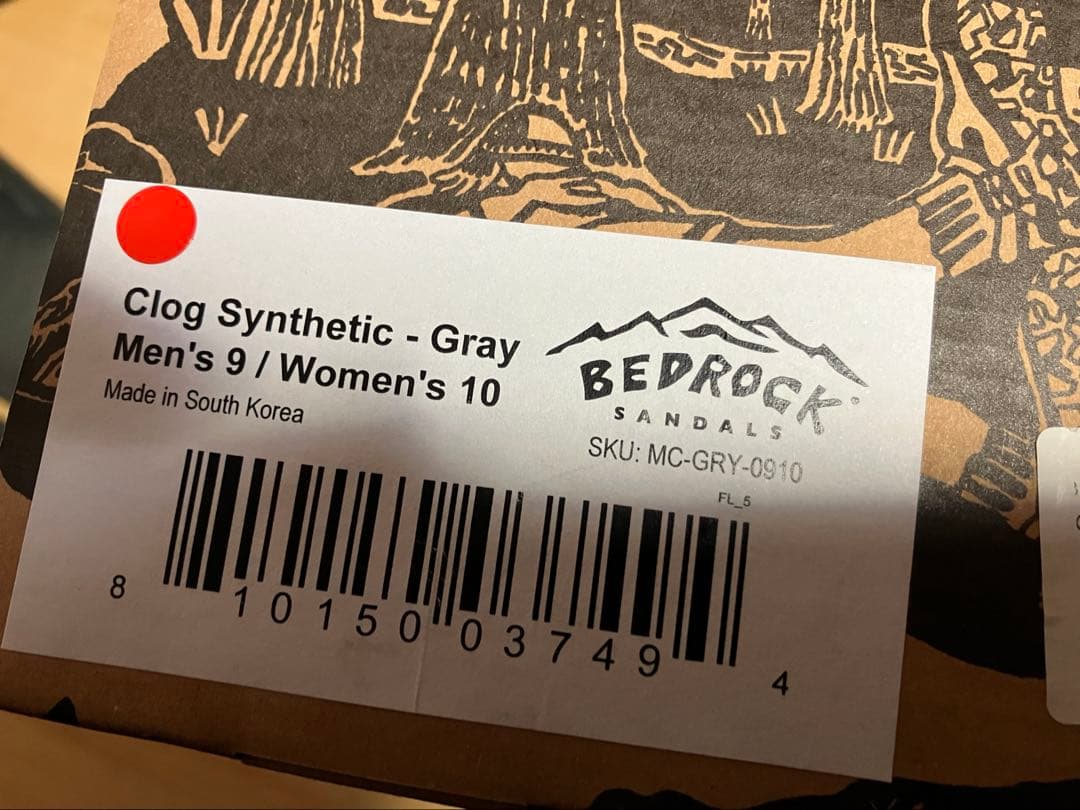 Clog Synthetic - Gray
Men's 9 / Women's 10
Made in South Korea
BEDROCK
SANDALS
SKU: MC-GRY-0910
FL_5
8 10150 03749 4